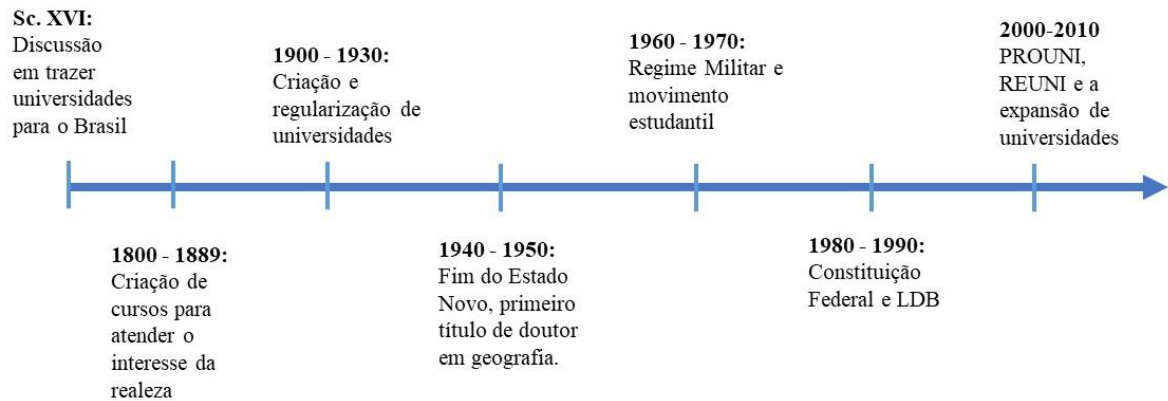 Sc. XVI:
Discussão
em trazer
universidades
para o Brasil
1800 - 1889:
Criação de
cursos para
atender o
interesse da
realeza
1900 - 1930:
Criação e
regularização de
universidades
1940 - 1950:
Fim do Estado
Novo, primeiro
título de doutor
em geografia.
1960 - 1970:
Regime Militar e
movimento
estudantil
1980 - 1990:
Constituição
Federal e LDB
2000-2010
PROUNI,
REUNI e a
expansão de
universidades